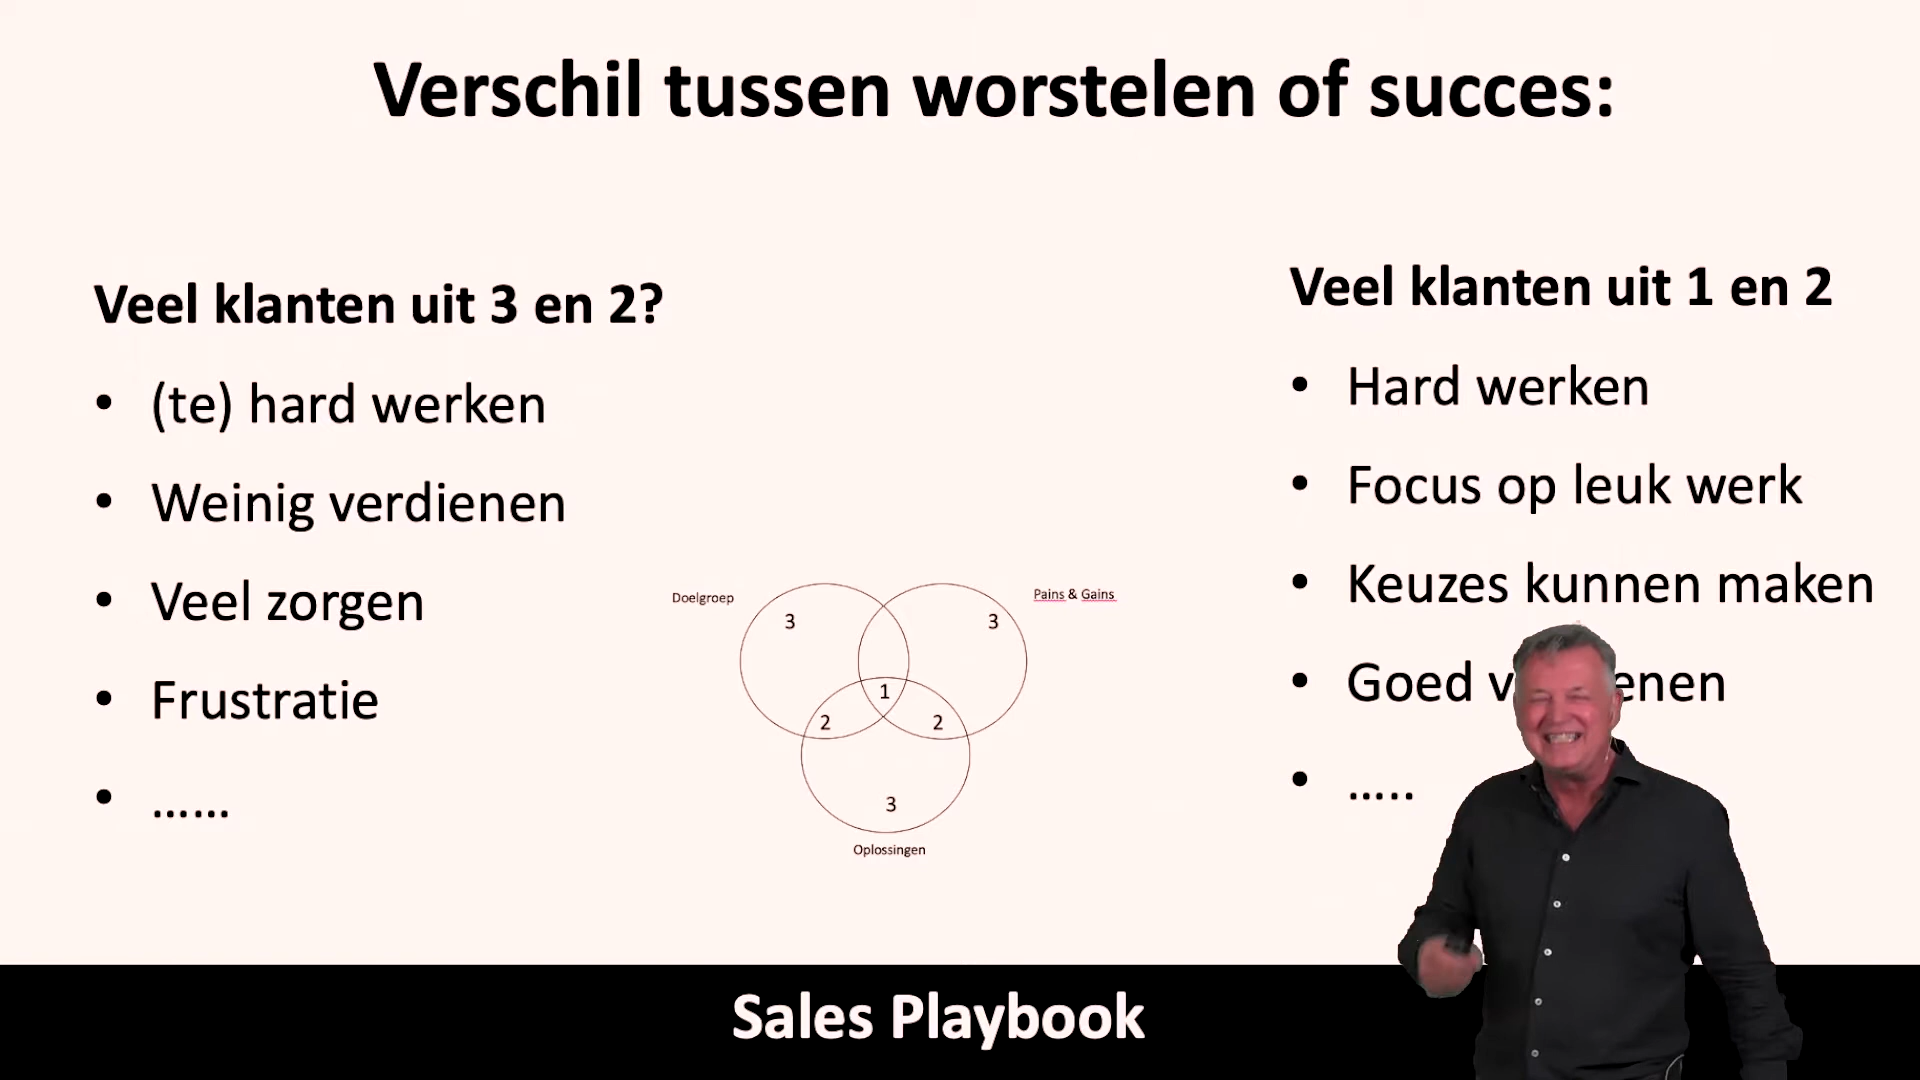 Verschil tussen worstelen of succes:
Veel klanten uit 3 en 2?
• (te) hard werken
• Weinig verdienen
• Veel zorgen
• Frustratie
• ……
Doelgroep
Pains & Gains
3
3
1
2
2
3
Oplossingen
Veel klanten uit 1 en 2
• Hard werken
• Focus op leuk werk
• Keuzes kunnen maken
• Goed
• …..
Sales Playbook